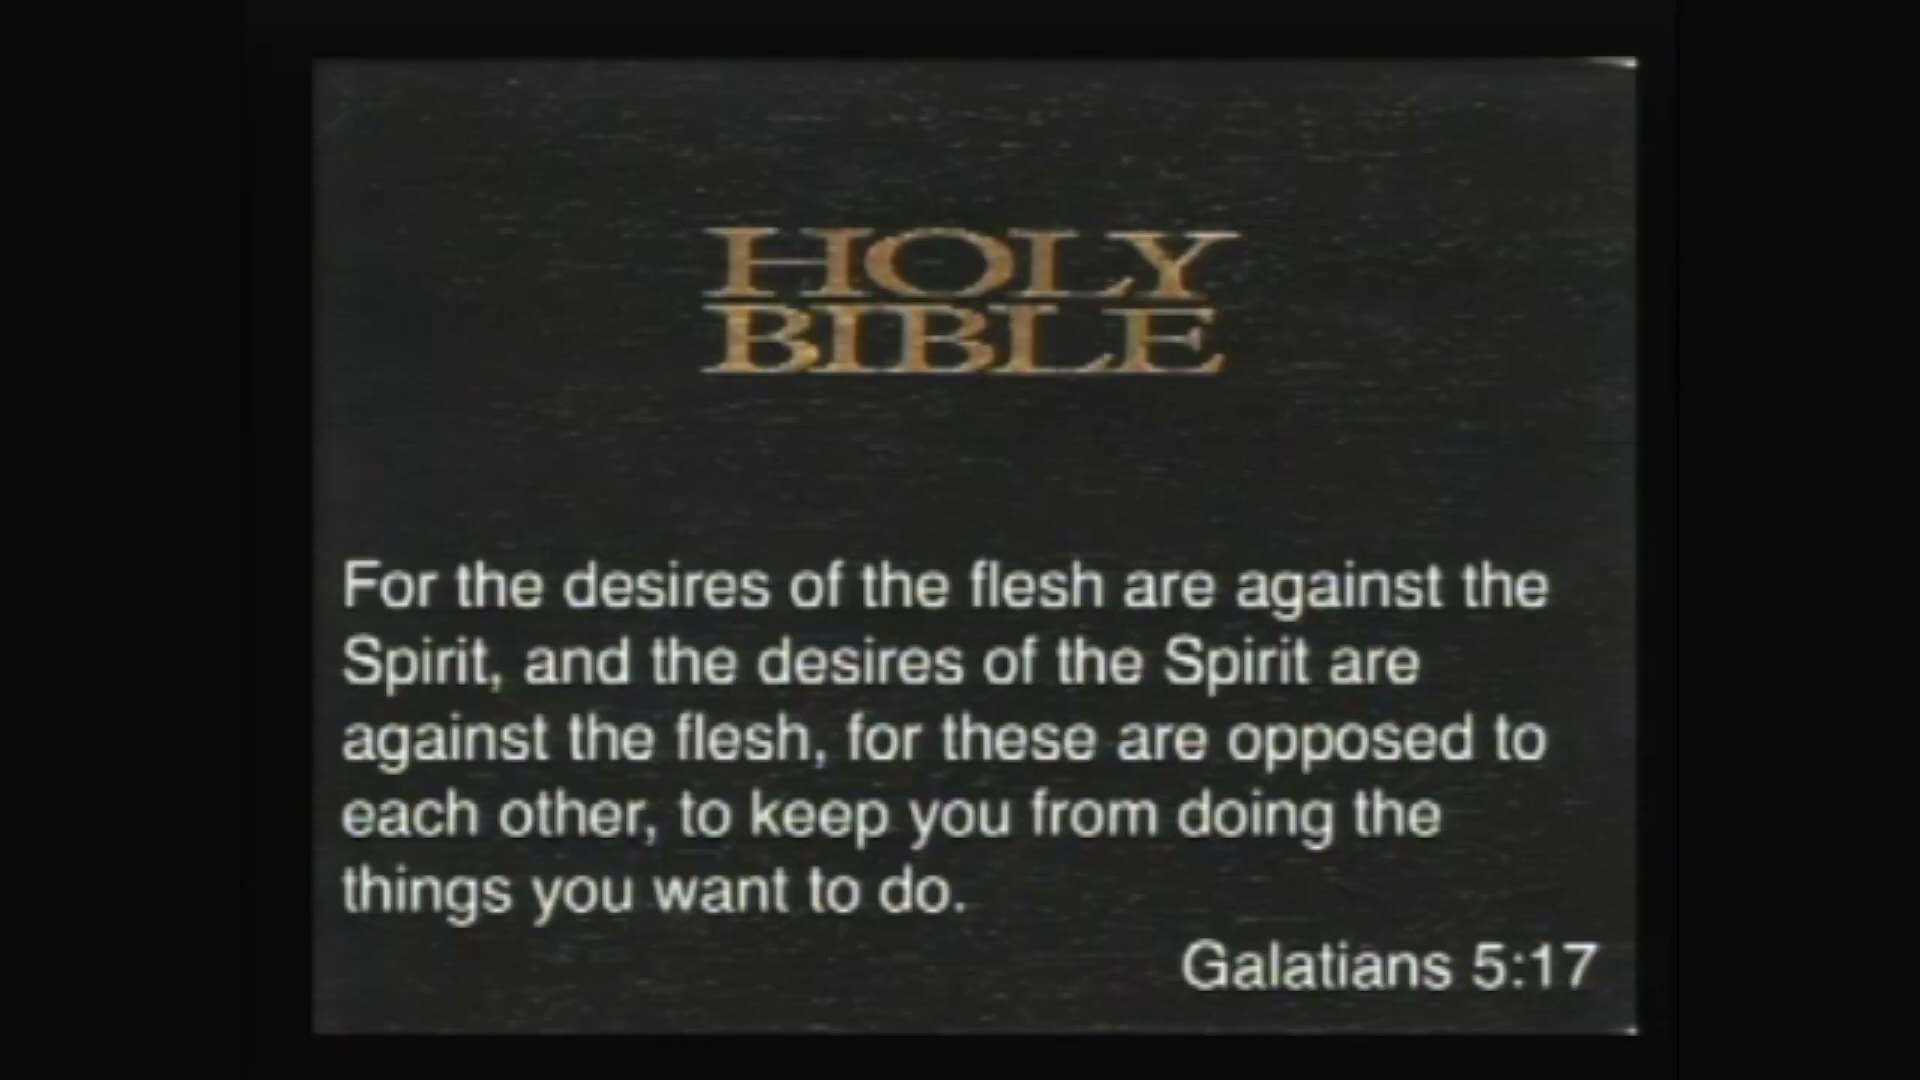 HOLY
BIBLE
For the desires of the flesh are against the
Spirit, and the desires of the Spirit are
against the flesh, for these are opposed to
each other, to keep you from doing the
things you want to do.
Galatians 5:17